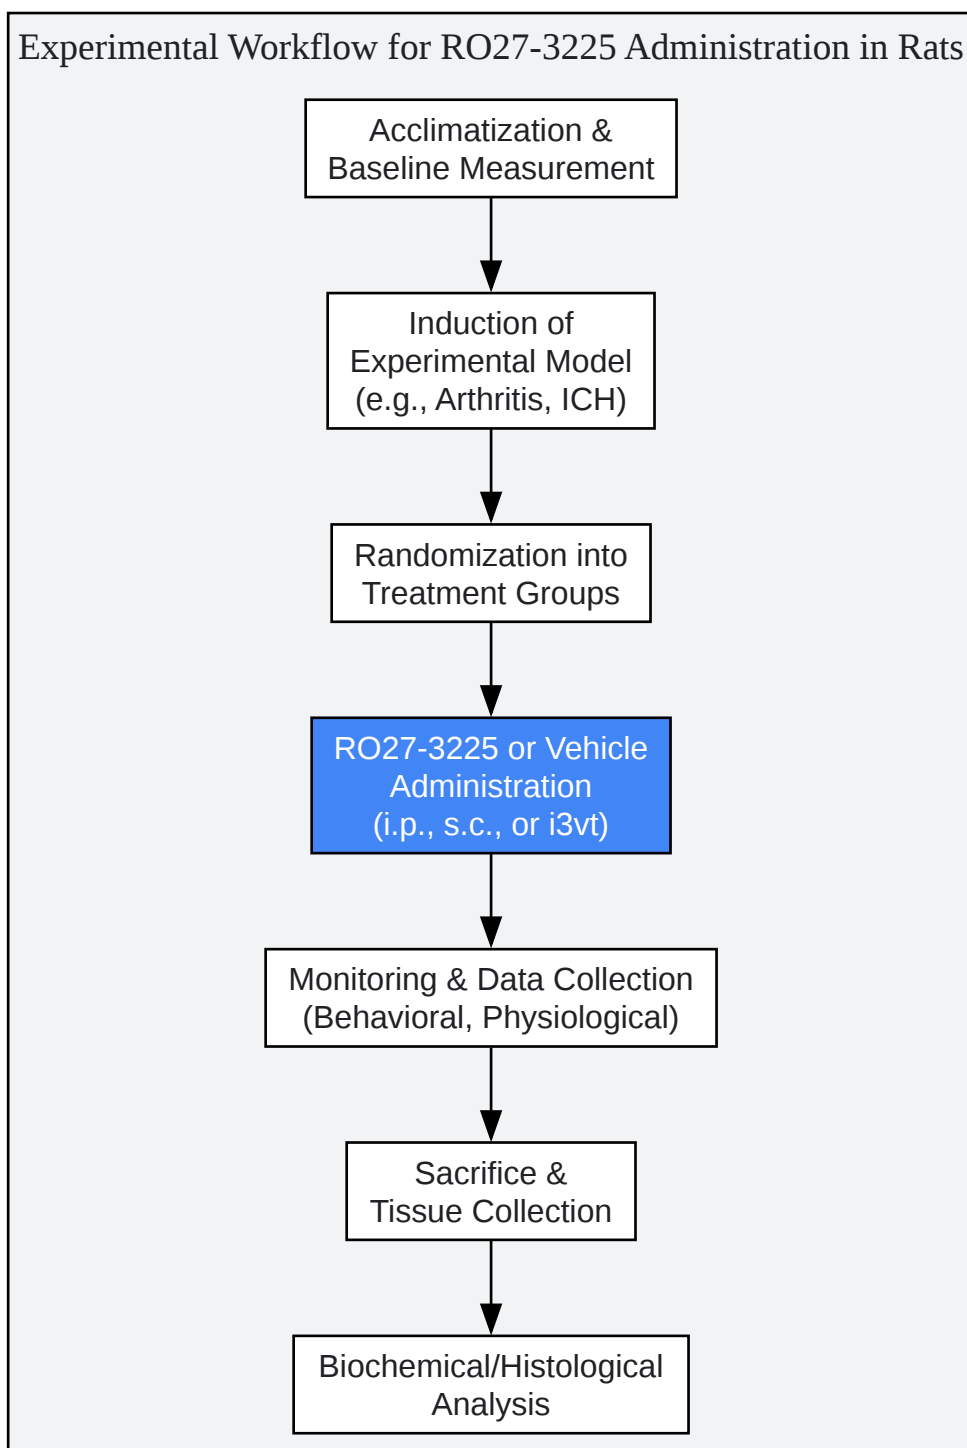 Experimental Workflow for RO27-3225 Administration in Rats
Acclimatization &
Baseline Measurement
Induction of
Experimental Model
(e.g., Arthritis, ICH)
Randomization into
Treatment Groups
RO27-3225 or Vehicle
Administration
(i.p., s.c., or i3vt)
Monitoring & Data Collection
(Behavioral, Physiological)
Sacrifice &
Tissue Collection
Biochemical/Histological
Analysis